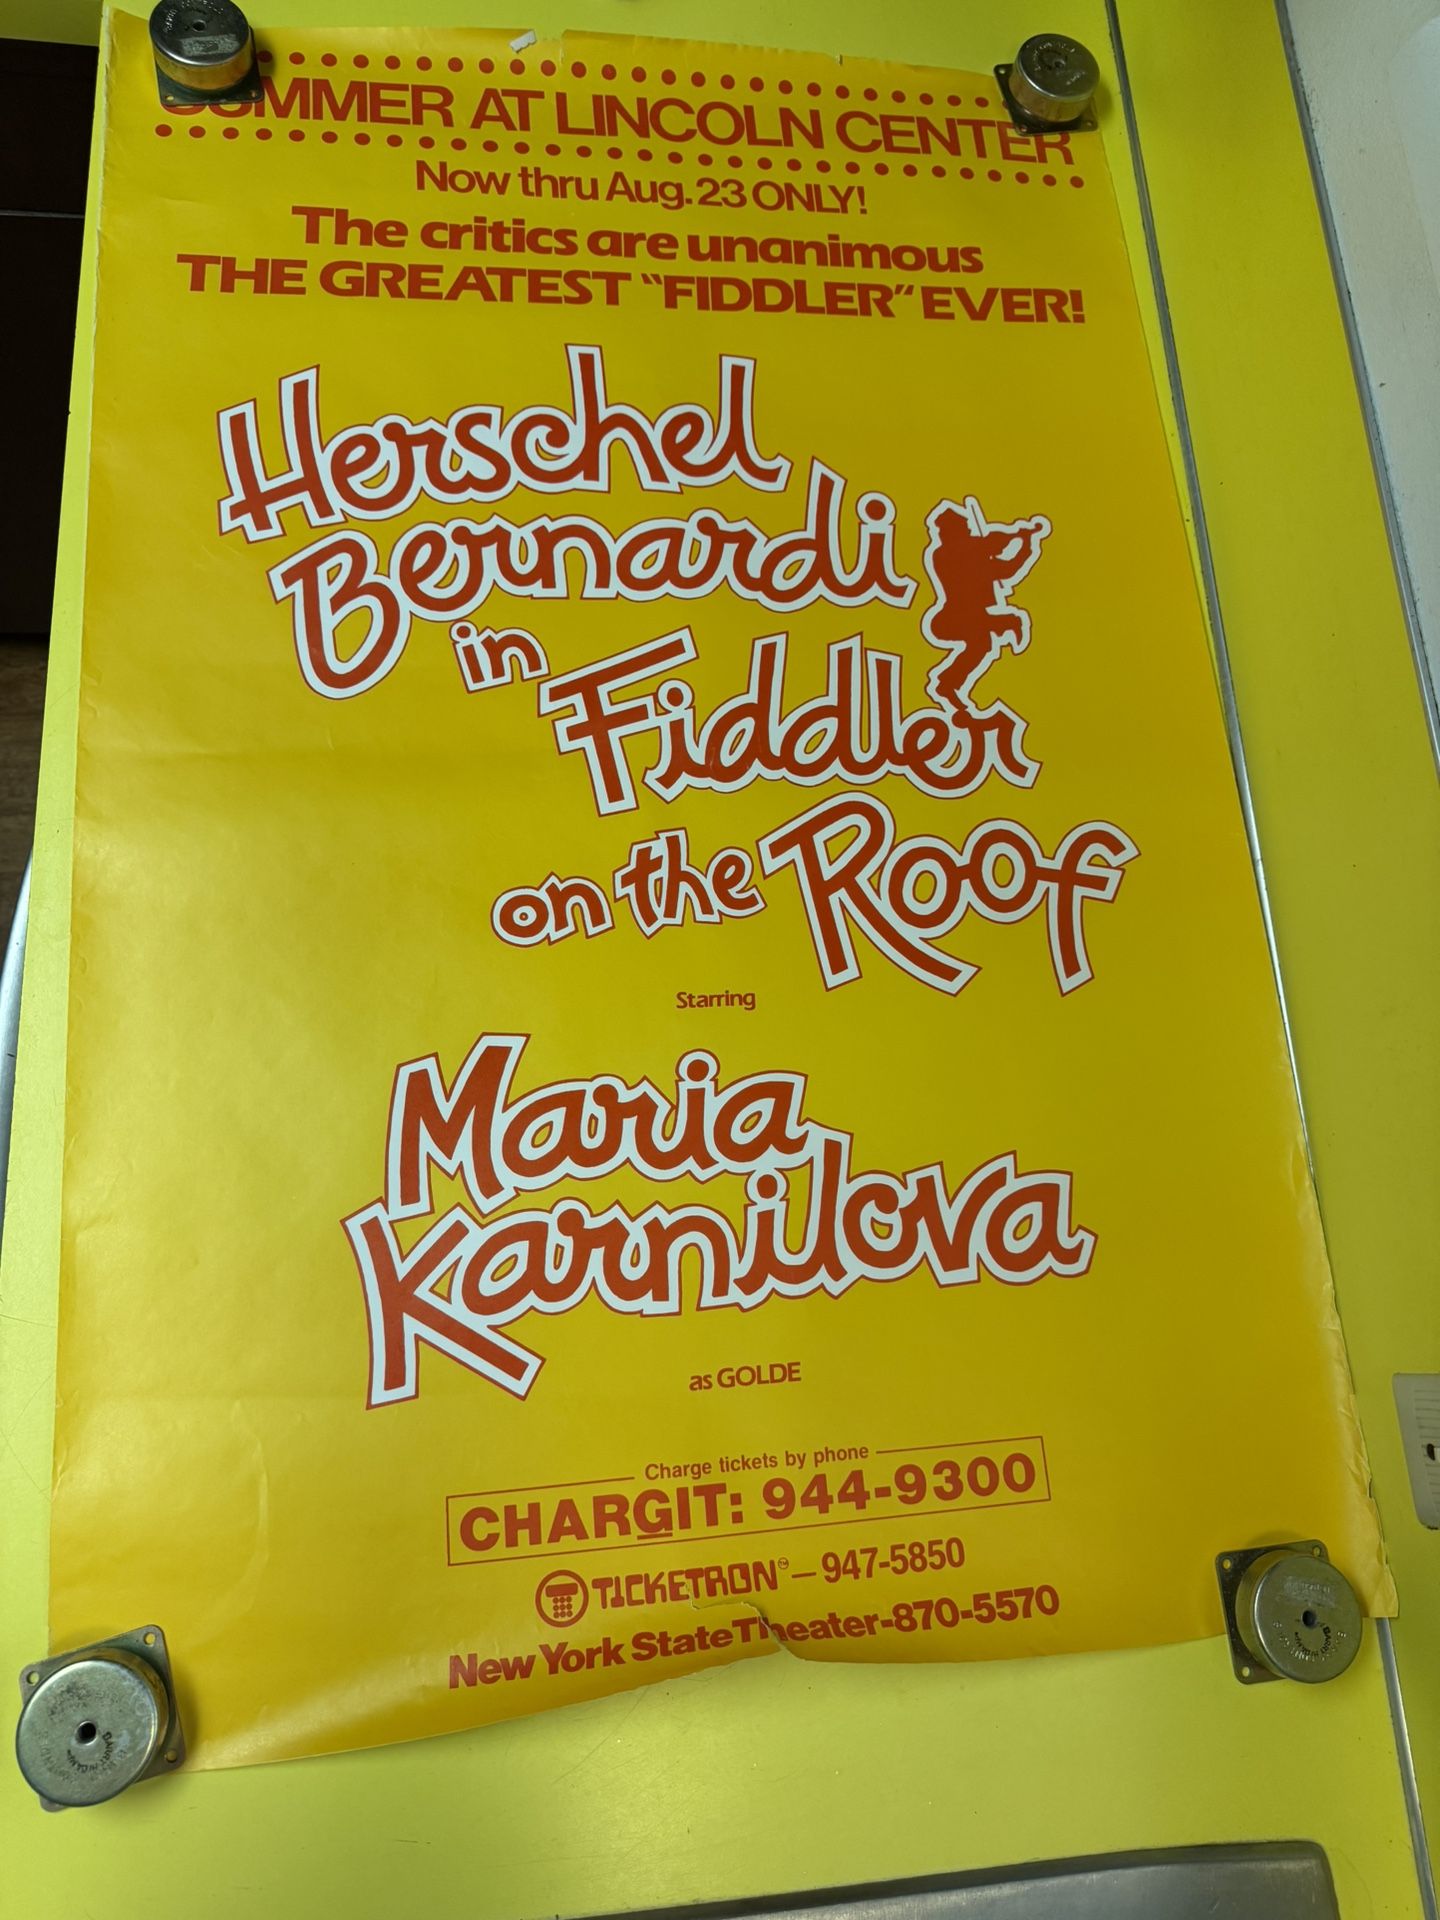 SUMMER AT LINCOLN CENTER
Now thru Aug. 23 ONLY!
The critics are unanimous
THE GREATEST "FIDDLER" EVER!
Herschel
Bernardi
in Fiddler
on the Roof
Starring
Maria
Karnilova
as GOLDE
Charge tickets by phone
CHARGIT: 944-9300
TICKETRON™ – 947-5850
New York State Theater-870-5570